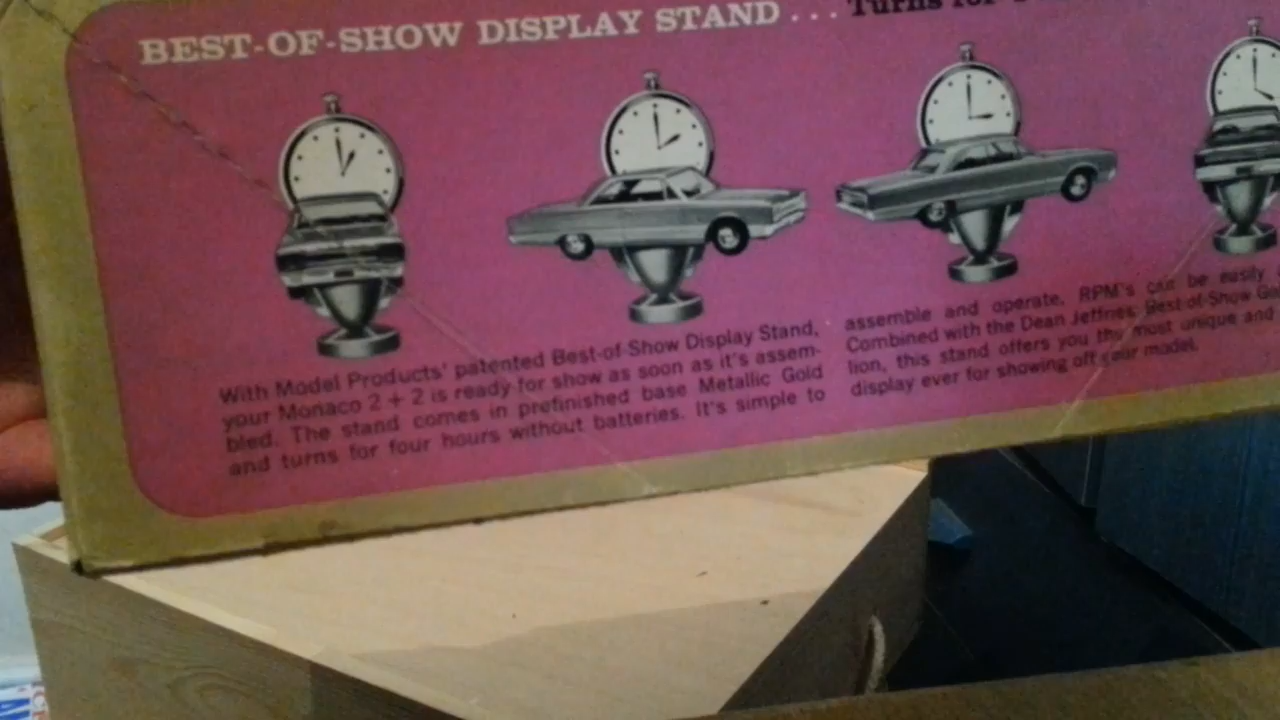 BEST-OF-SHOW DISPLAY STAND ... Turns for
With Model Products' patented Best-of-Show Display Stand,
your Monaco 2 + 2 is ready for show as soon as it's assem-
bled. The stand comes in prefinished base Metallic Gold
and turns for four hours without batteries. It's simple to
assemble and operate. RPM's can be easily
Combined with the Dean Jeffries Best-of-Show
lion, this stand offers you the most unique and
display ever for showing off your model.